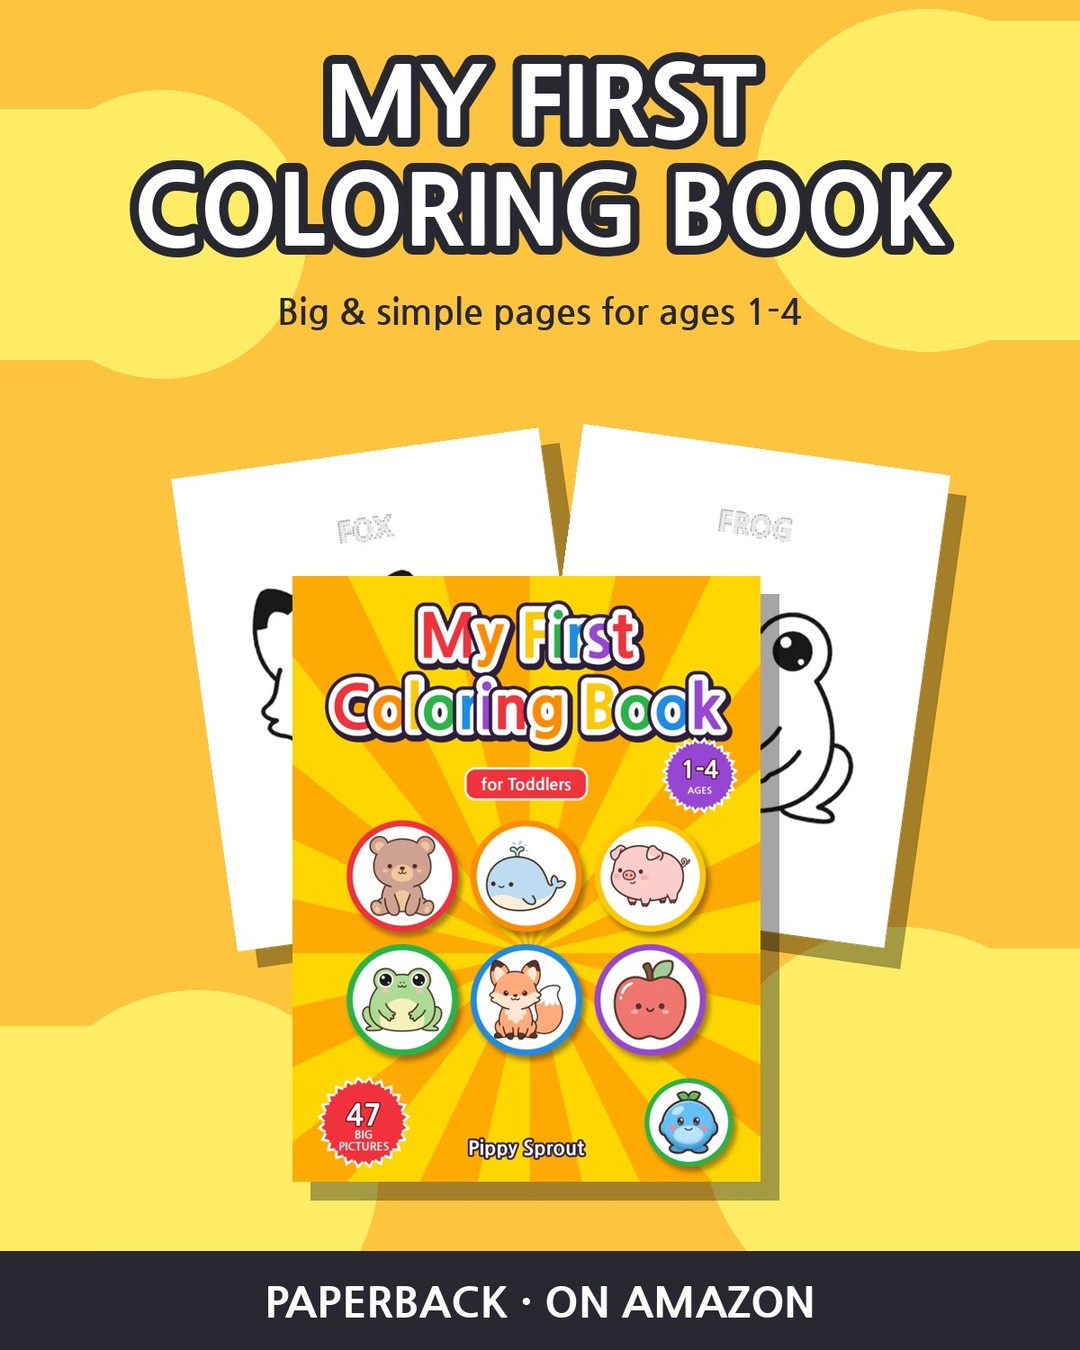 MY FIRST
COLORING BOOK
Big & simple pages for ages 1-4
FOX
FROG
My First
Coloring Book
for Toddlers
1-4
AGES
47
BIG
PICTURES
Pippy Sprout
PAPERBACK · ON AMAZON